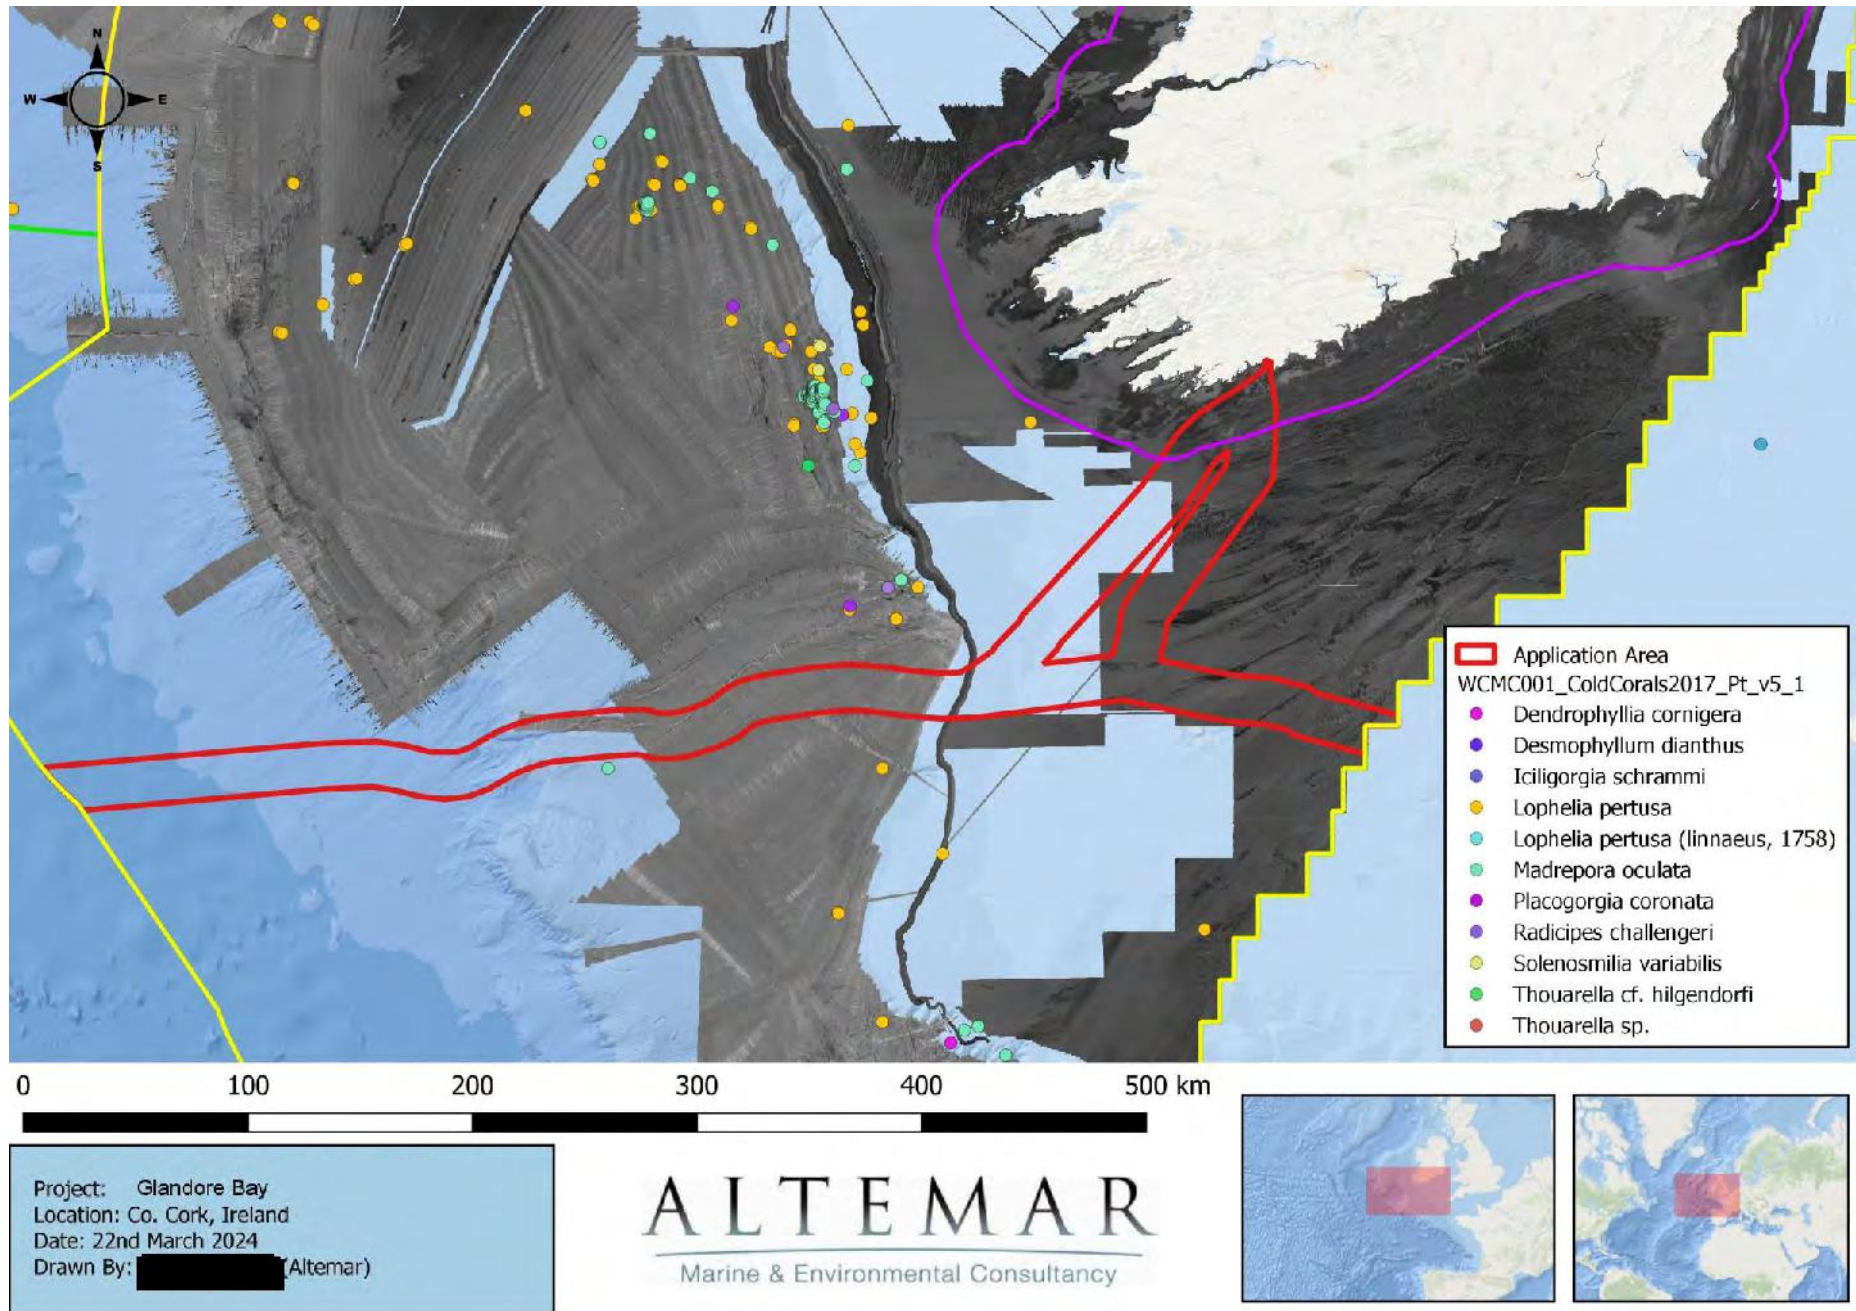 N
W
E
S
Application Area
WCMC001_ColdCorals2017_Pt_v5_1
Dendrophyllia cornigera
Desmophyllum dianthus
Iciligorgia schrammi
Lophelia pertusa
Lophelia pertusa (linnaeus, 1758)
Madrepora oculata
Placogorgia coronata
Radicipes challengeri
Solenosmilia variabilis
Thouarella cf. hilgendorfi
Thouarella sp.
0 100 200 300 400 500 km
Project: Glandore Bay
Location: Co. Cork, Ireland
Date: 22nd March 2024
Drawn By: (Altemar)
ALTEMAR
Marine & Environmental Consultancy